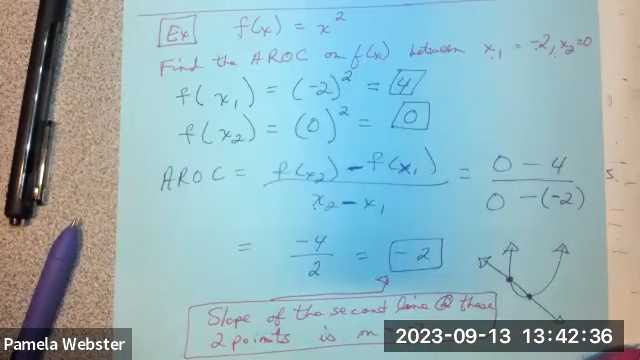 Ex f(x) = x²
Find the AROC on f(x) between x₁ = -2, x₂ = 0
f(x₁) = (-2)² = 4
f(x₂) = (0)² = 0
AROC = f(x₂) - f(x₁) / x₂ - x₁ = 0 - 4 / 0 - (-2)
= -4 / 2 = -2
Slope of the second line @ these
2 points is m
Pamela Webster
2023-09-13 13:42:36